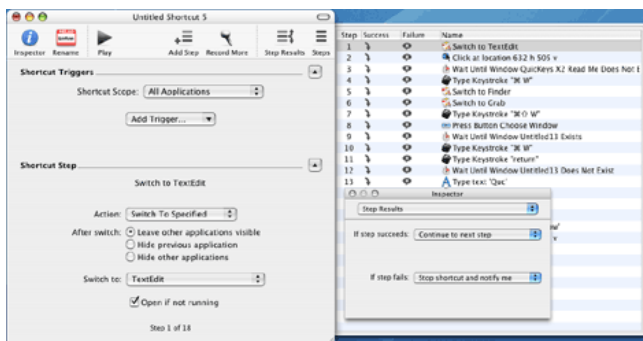 Untitled Shortcut 5
Inspector Rename Play Add Step Record More Step Results Steps
Shortcut Triggers
Shortcut Scope: All Applications
Add Trigger...
Shortcut Step
Switch to TextEdit
Action: Switch To Specified
After switch: Leave other applications visible
Hide previous application
Hide other applications
Switch to: TextEdit
Open if not running
Step 1 of 18
Step Success Failure Name
1 Switch to TextEdit
2 Click at location 632 h 505 v
3 Wait Until Window QuicKeys X2 Read Me Does Not E
4 Type Keystroke "⌘ W"
5 Switch to Finder
6 Switch to Grab
7 Type Keystroke "⌘⇧ W"
8 Press Button Choose Window
9 Wait Until Window Untitled13 Exists
10 Type Keystroke "⌘ W"
11 Type Keystroke "return"
12 Wait Until Window Untitled13 Does Not Exist
13 Type text "Quc"
Inspector
Step Results
If step succeeds: Continue to next step
If step fails: Stop shortcut and notify me